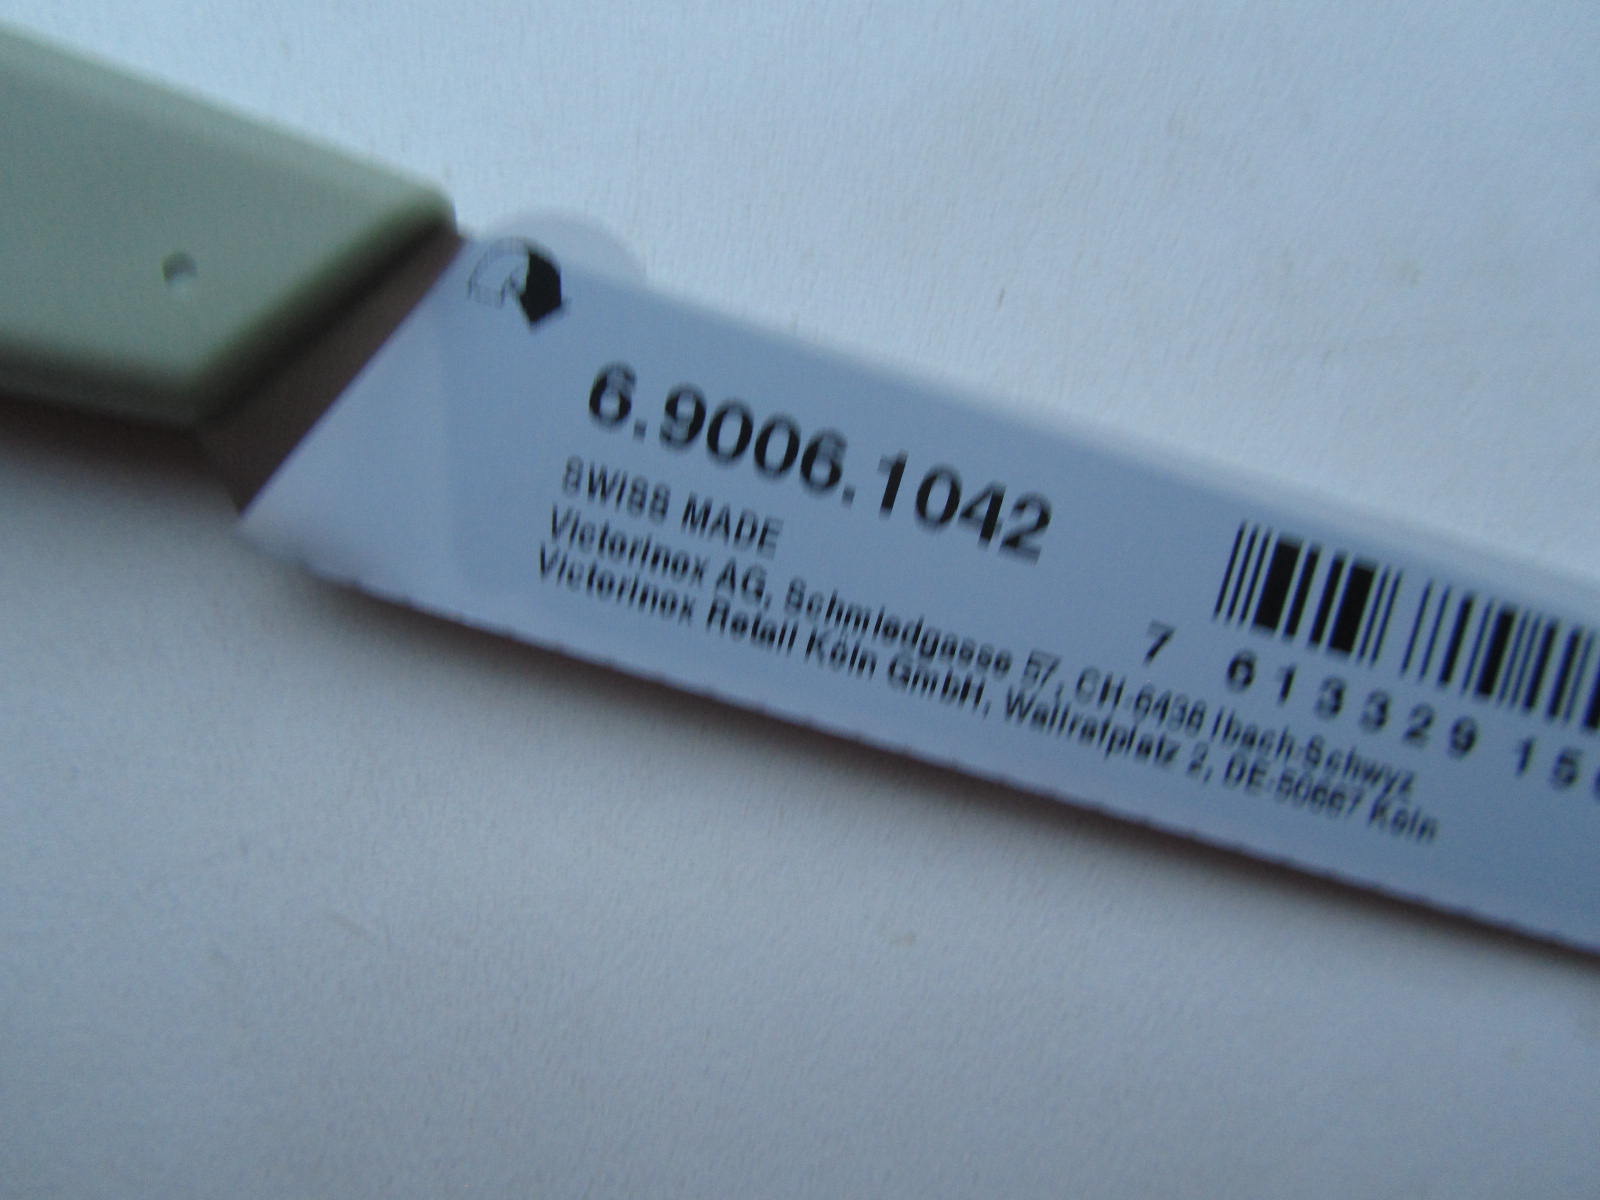 6.9006.1042
SWISS MADE
Victorinox AG, Schmiedgasse 57, CH-6438 Ibach-Schwyz
Victorinox Retail Köln GmbH, Wallrafplatz 2, DE-50667 Köln
7 613329 15